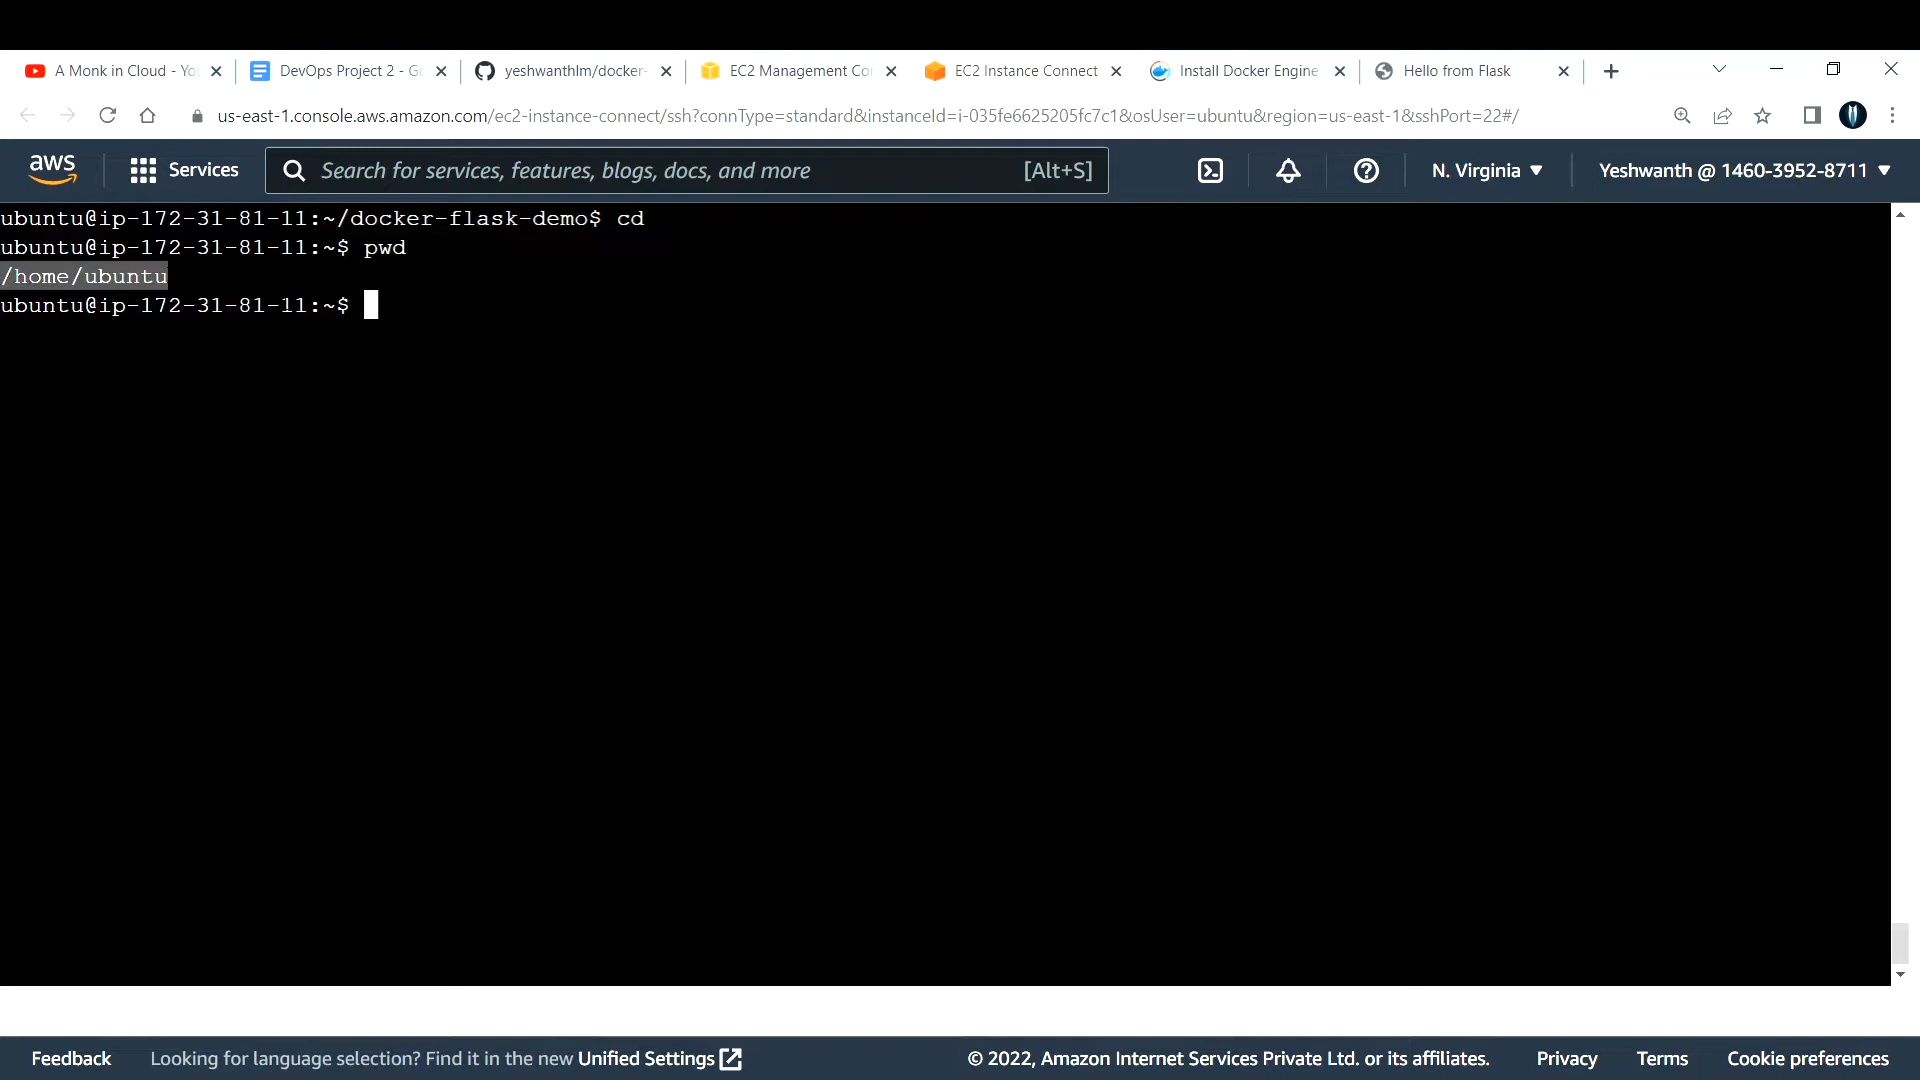 A Monk in Cloud - Yo
DevOps Project 2 - G
yeshwanthlm/docker-
EC2 Management Co
EC2 Instance Connect
Install Docker Engine
Hello from Flask
us-east-1.console.aws.amazon.com/ec2-instance-connect/ssh?connType=standard&instanceId=i-035fe6625205fc7c1&osUser=ubuntu&region=us-east-1&sshPort=22#/
aws
Services
Search for services, features, blogs, docs, and more
[Alt+S]
N. Virginia
Yeshwanth @ 1460-3952-8711
ubuntu@ip-172-31-81-11:~/docker-flask-demo$ cd
ubuntu@ip-172-31-81-11:~$ pwd
/home/ubuntu
ubuntu@ip-172-31-81-11:~$
Feedback
Looking for language selection? Find it in the new Unified Settings
© 2022, Amazon Internet Services Private Ltd. or its affiliates.
Privacy
Terms
Cookie preferences